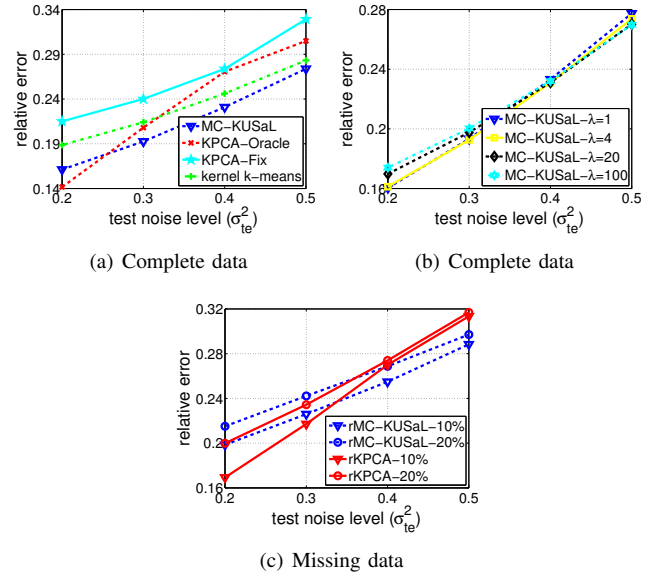 0.34
0.29
0.24
0.19
0.14
relative error
MC−KUSaL
KPCA−Oracle
KPCA−Fix
kernel k−means
0.2 0.3 0.4 0.5
test noise level (σ²te)
(a) Complete data
0.28
0.24
0.2
0.16
relative error
MC−KUSaL−λ=1
MC−KUSaL−λ=4
MC−KUSaL−λ=20
MC−KUSaL−λ=100
0.2 0.3 0.4 0.5
test noise level (σ²te)
(b) Complete data
0.32
0.28
0.24
0.2
0.16
relative error
rMC−KUSaL−10%
rMC−KUSaL−20%
rKPCA−10%
rKPCA−20%
0.2 0.3 0.4 0.5
test noise level (σ²te)
(c) Missing data